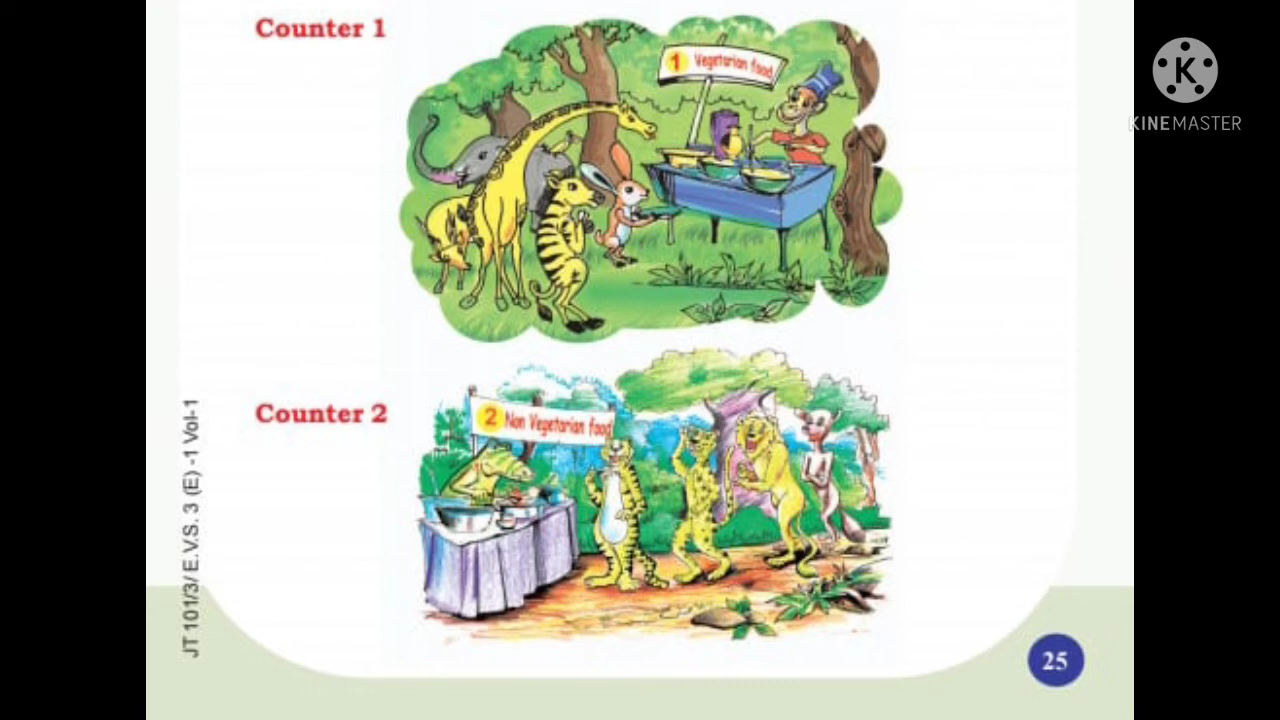 Counter 1
1 Vegetarian food
K
KINEMASTER
Counter 2
2 Non Vegetarian food
JT 101/3/ E.V.S. 3 (E) -1 Vol-1
25